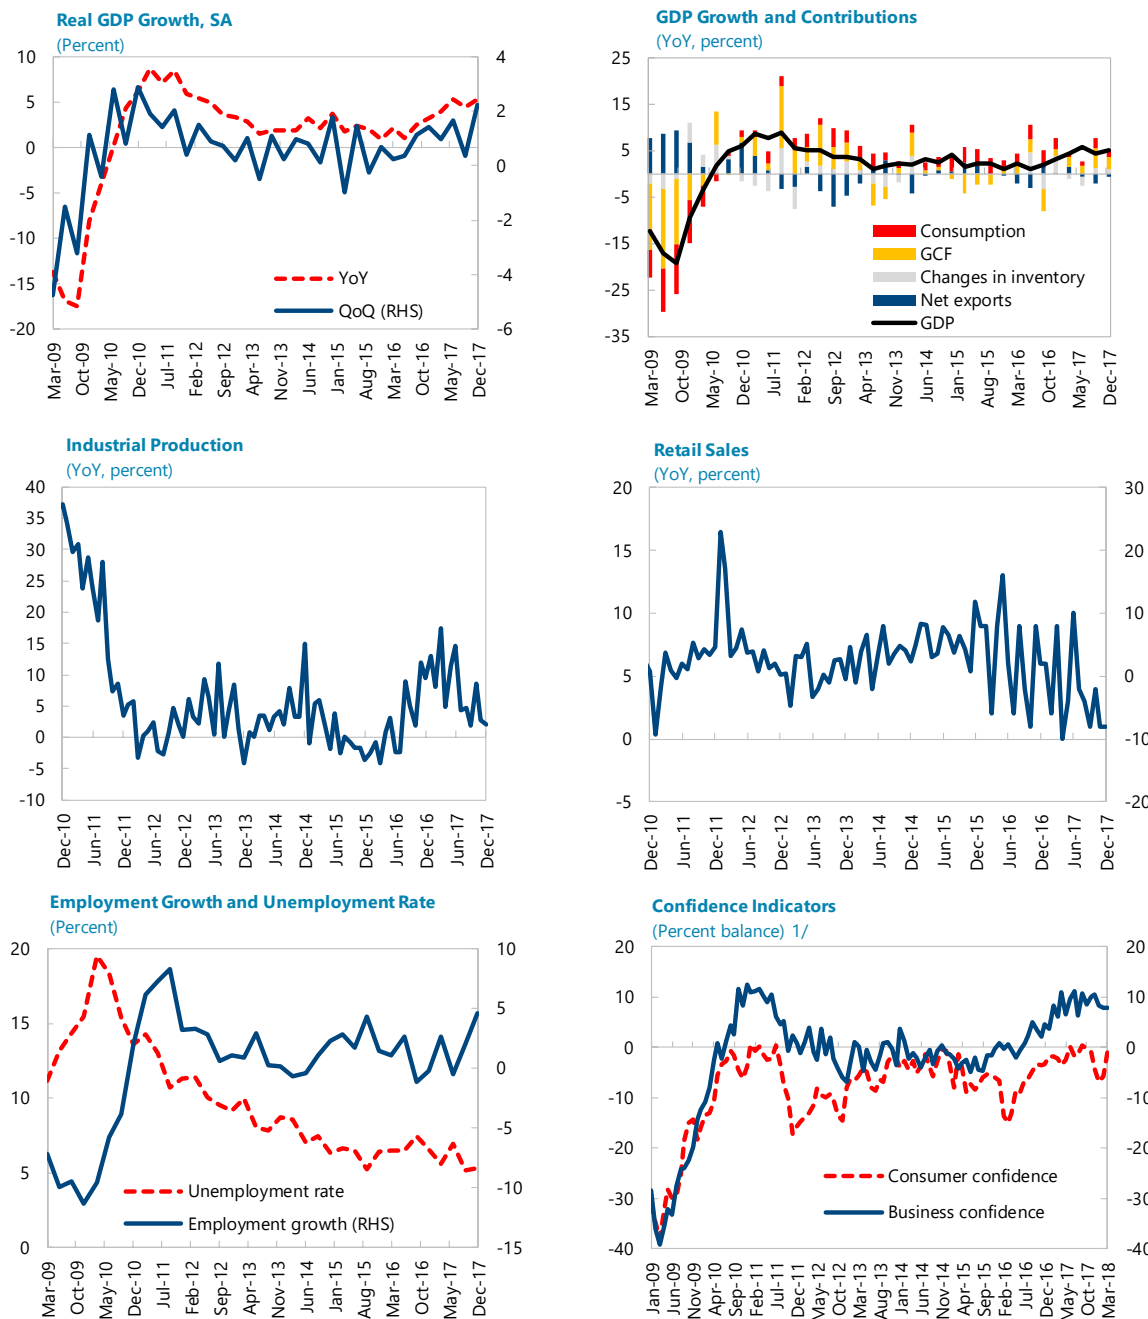 Real GDP Growth, SA
(Percent)
10
5
0
-5
-10
-15
-20
4
2
0
-2
-4
-6
YoY
QoQ (RHS)
Mar-09
Oct-09
May-10
Dec-10
Jul-11
Feb-12
Sep-12
Apr-13
Nov-13
Jun-14
Jan-15
Aug-15
Mar-16
Oct-16
May-17
Dec-17
GDP Growth and Contributions
(YoY, percent)
25
15
5
-5
-15
-25
-35
Consumption
GCF
Changes in inventory
Net exports
GDP
Mar-09
Oct-09
May-10
Dec-10
Jul-11
Feb-12
Sep-12
Apr-13
Nov-13
Jun-14
Jan-15
Aug-15
Mar-16
Oct-16
May-17
Dec-17
Industrial Production
(YoY, percent)
40
35
30
25
20
15
10
5
0
-5
-10
Dec-10
Jun-11
Dec-11
Jun-12
Dec-12
Jun-13
Dec-13
Jun-14
Dec-14
Jun-15
Dec-15
Jun-16
Dec-16
Jun-17
Dec-17
Retail Sales
(YoY, percent)
20
15
10
5
0
-5
30
20
10
0
-10
-20
Dec-10
Jun-11
Dec-11
Jun-12
Dec-12
Jun-13
Dec-13
Jun-14
Dec-14
Jun-15
Dec-15
Jun-16
Dec-16
Jun-17
Dec-17
Employment Growth and Unemployment Rate
(Percent)
20
15
10
5
0
10
5
0
-5
-10
-15
Unemployment rate
Employment growth (RHS)
Mar-09
Oct-09
May-10
Dec-10
Jul-11
Feb-12
Sep-12
Apr-13
Nov-13
Jun-14
Jan-15
Aug-15
Mar-16
Oct-16
May-17
Dec-17
Confidence Indicators
(Percent balance) 1/
20
10
0
-10
-20
-30
-40
20
10
0
-10
-20
-30
-40
Consumer confidence
Business confidence
Jan-09
Jun-09
Nov-09
Apr-10
Sep-10
Feb-11
Jul-11
Dec-11
May-12
Oct-12
Mar-13
Aug-13
Jan-14
Jun-14
Nov-14
Apr-15
Sep-15
Feb-16
Jul-16
Dec-16
May-17
Oct-17
Mar-18